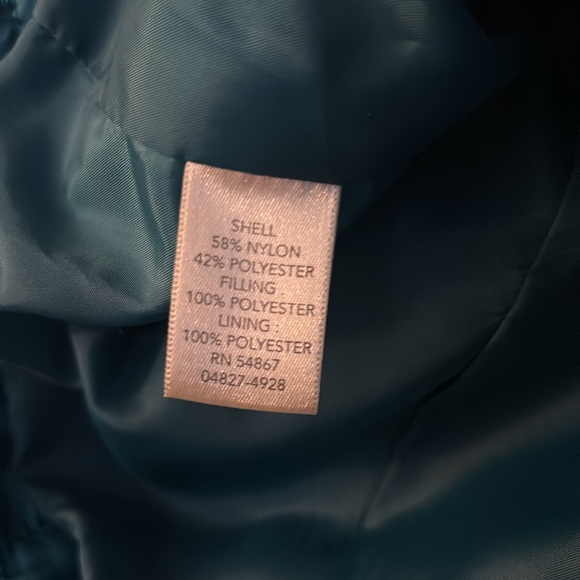 SHELL
58% NYLON
42% POLYESTER
FILLING :
100% POLYESTER
LINING :
100% POLYESTER
RN 54867
04827-4928